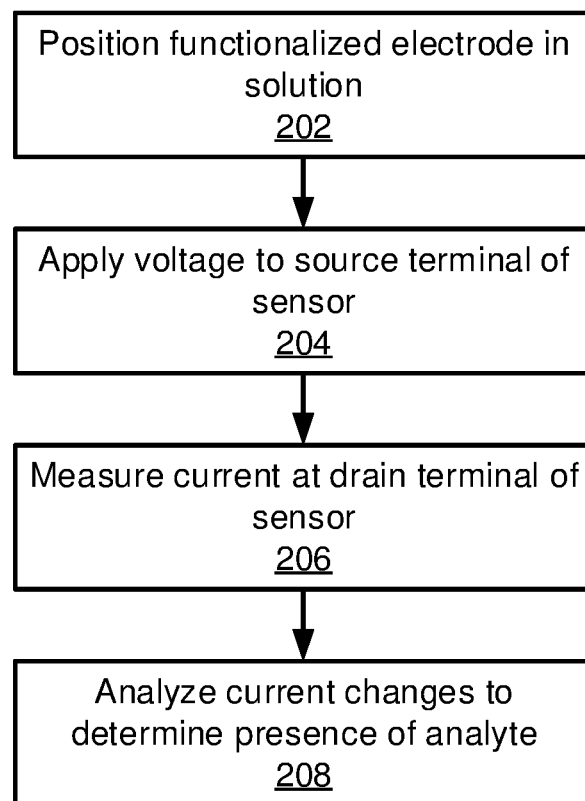 Position functionalized electrode in
solution
202
Apply voltage to source terminal of
sensor
204
Measure current at drain terminal of
sensor
206
Analyze current changes to
determine presence of analyte
208